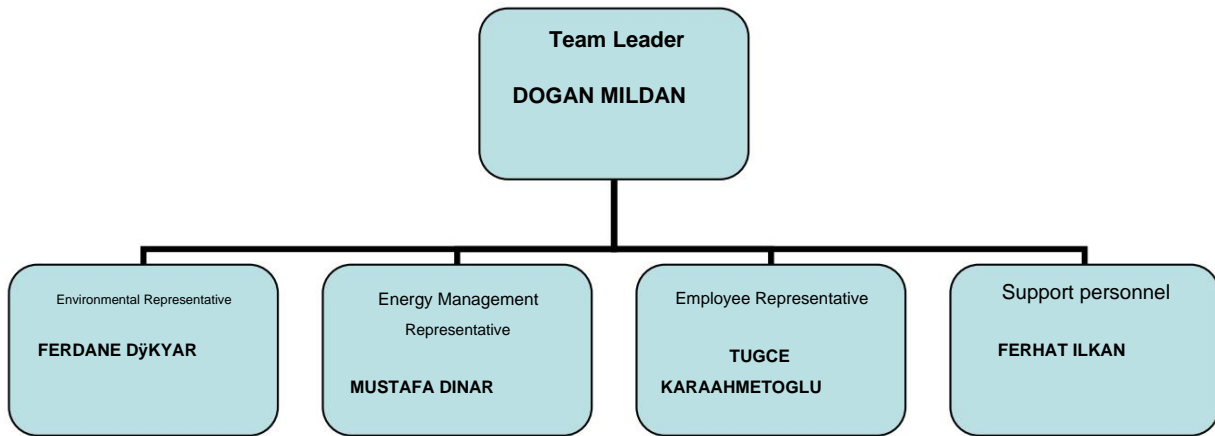 Team Leader
DOGAN MILDAN
Environmental Representative
FERDANE DÿKYAR
Energy Management
Representative
MUSTAFA DINAR
Employee Representative
TUGCE
KARAAHMETOGLU
Support personnel
FERHAT ILKAN